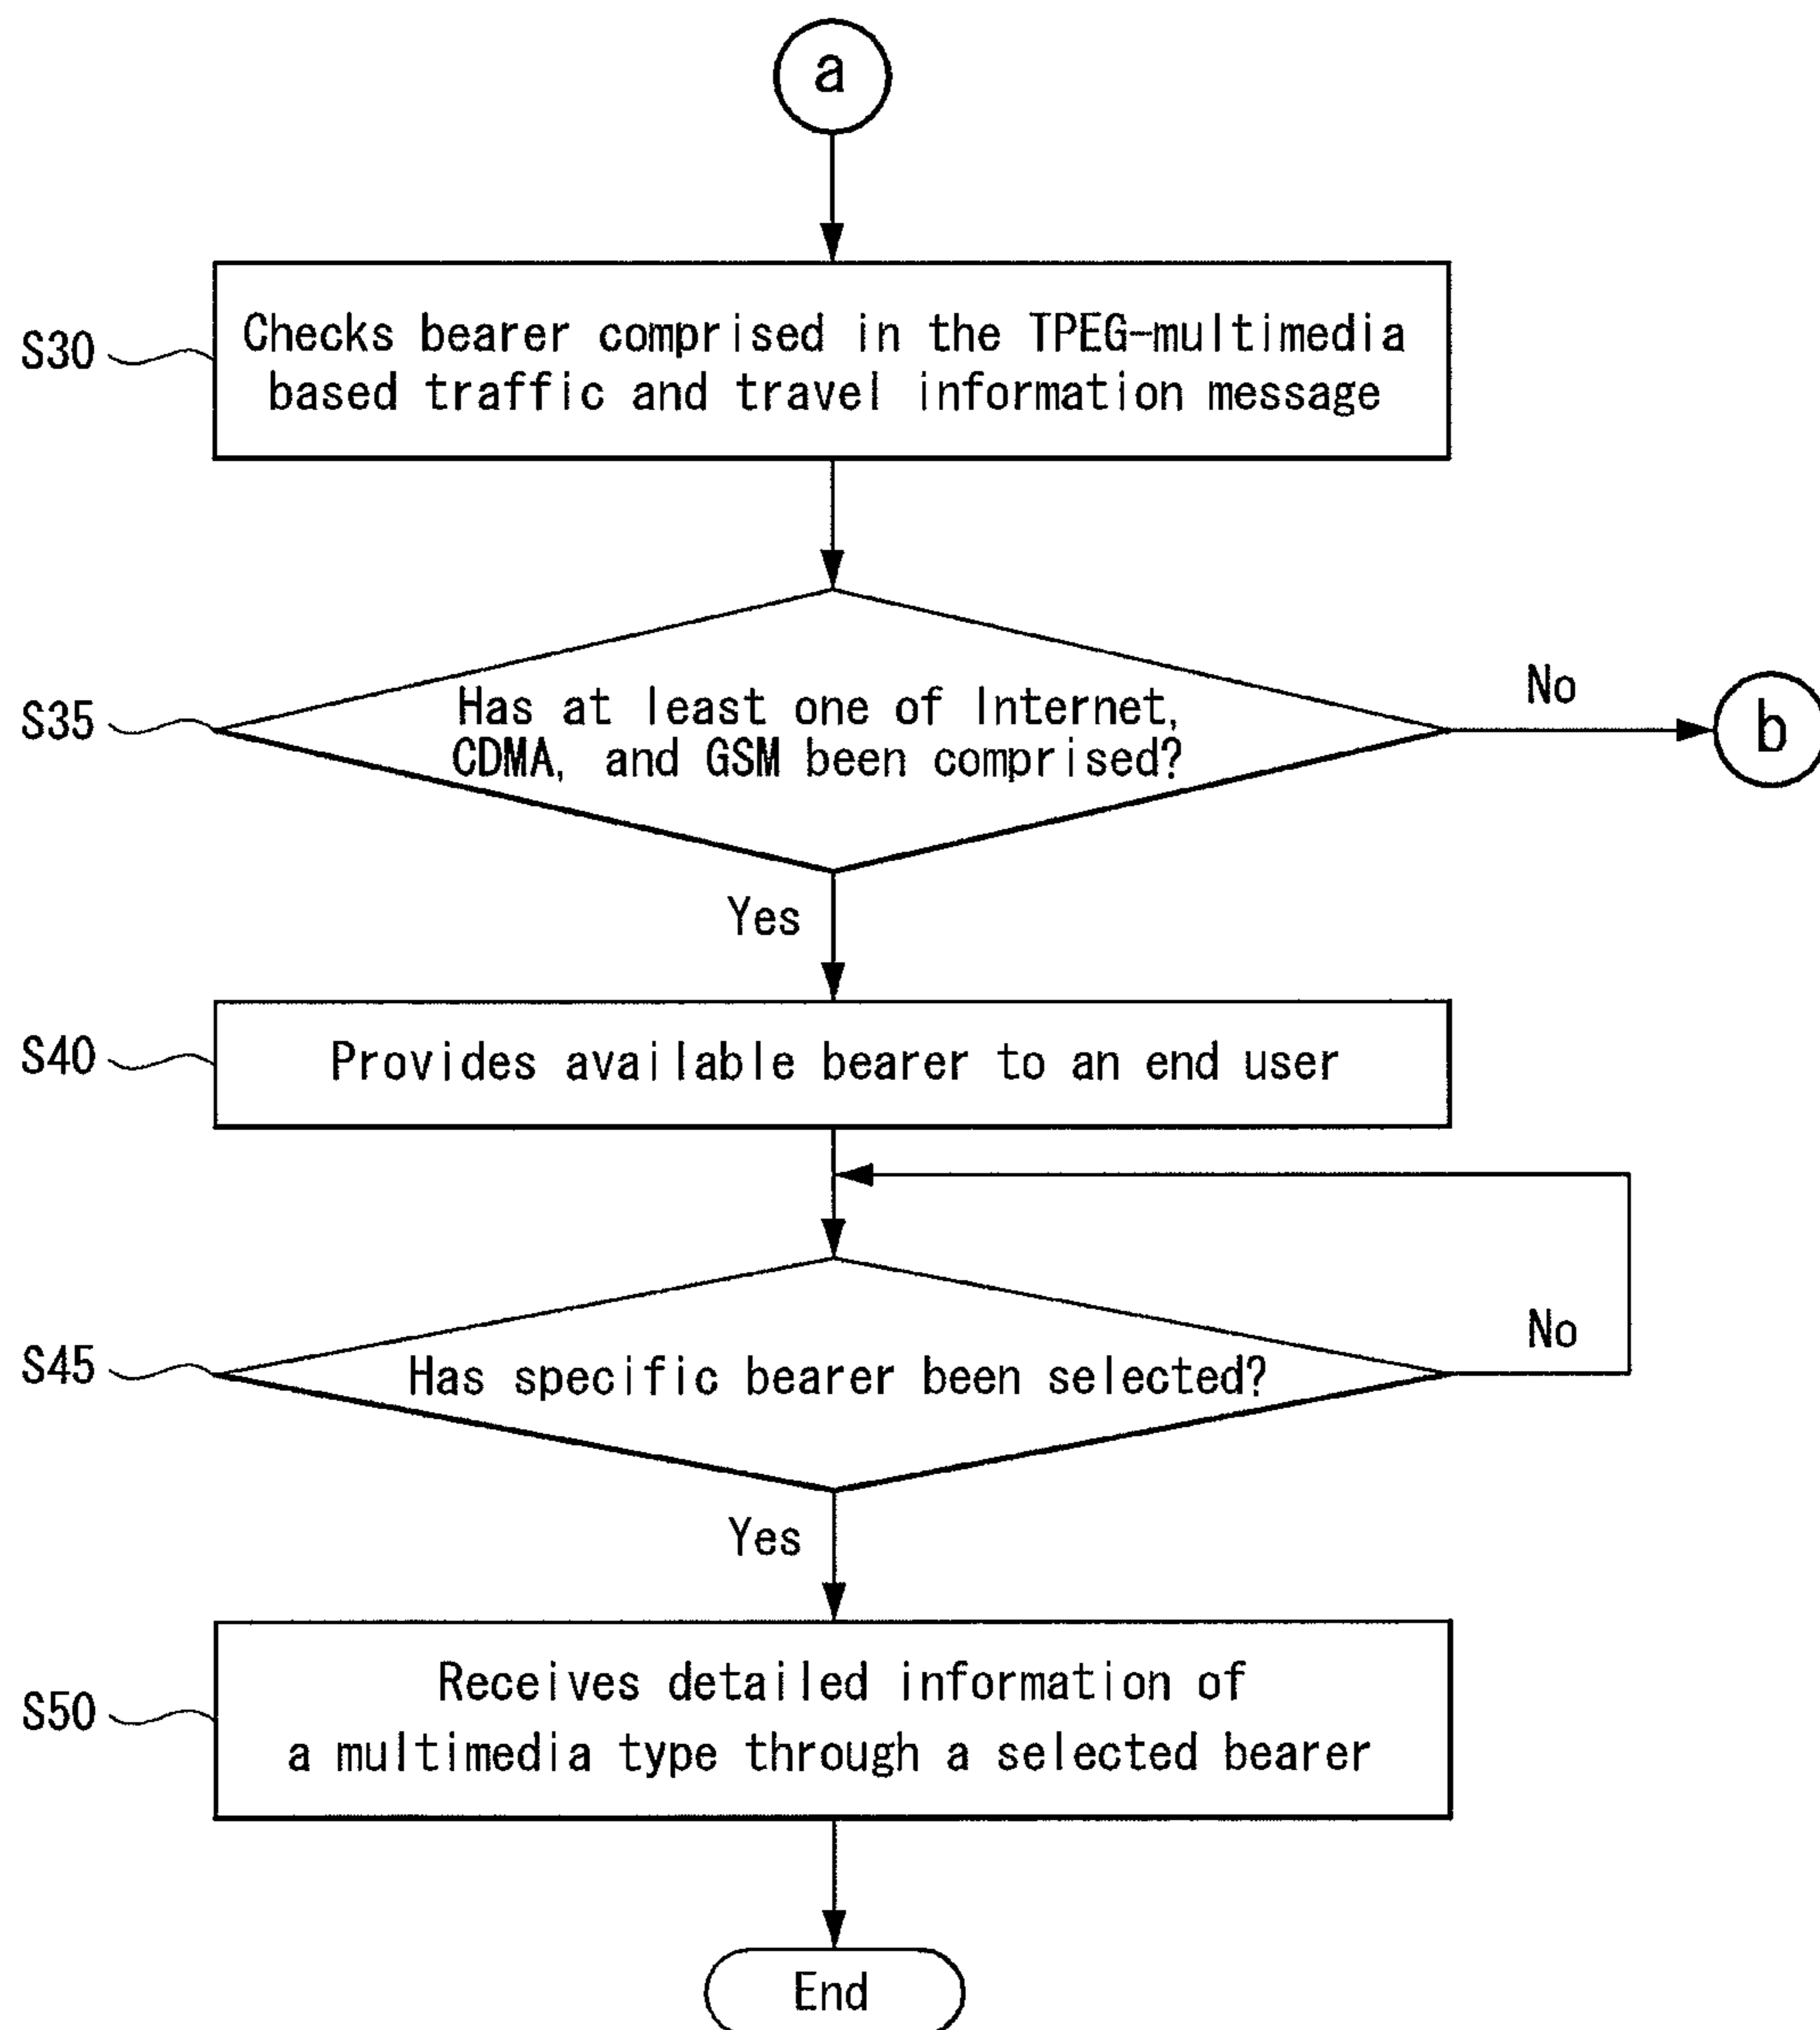 a
S30
Checks bearer comprised in the TPEG-multimedia
based traffic and travel information message
S35
Has at least one of Internet,
CDMA, and GSM been comprised?
No
b
Yes
S40
Provides available bearer to an end user
S45
Has specific bearer been selected?
No
Yes
S50
Receives detailed information of
a multimedia type through a selected bearer
End